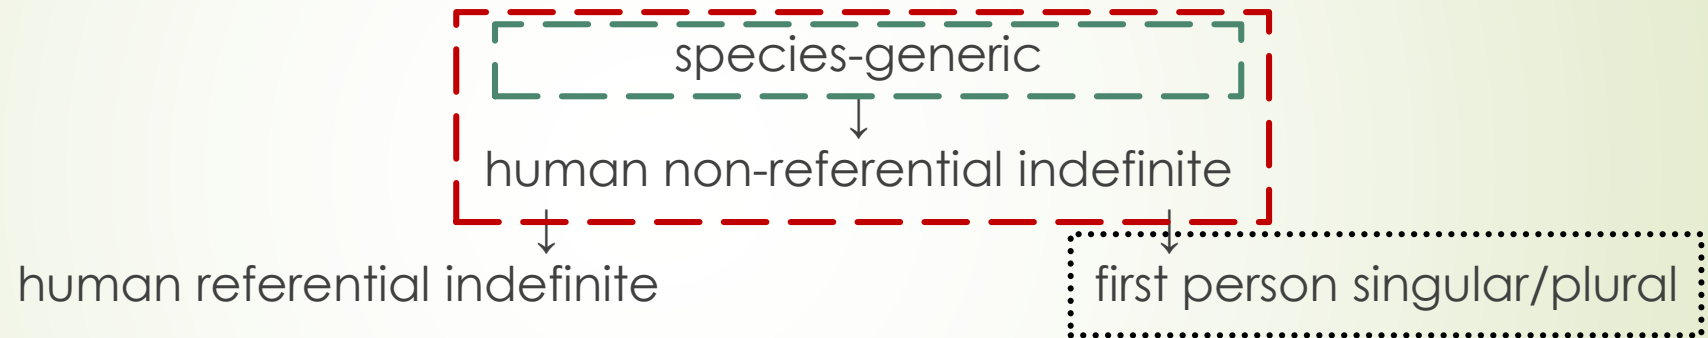 species-generic
↓
human non-referential indefinite
↓ ↓
human referential indefinite first person singular/plural